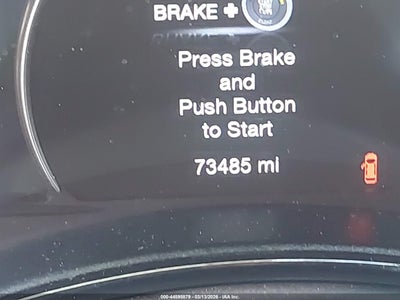 BRAKE +
Press Brake
and
Push Button
to Start
73485 mi